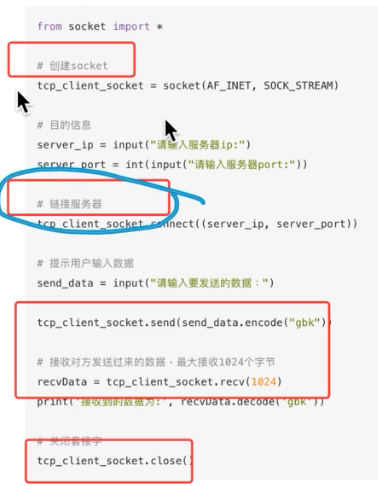 from socket import *
# 创建socket
tcp_client_socket = socket(AF_INET, SOCK_STREAM)
# 目的信息
server_ip = input("请输入服务器ip:")
server_port = int(input("请输入服务器port:"))
# 链接服务器
tcp_client_socket.connect((server_ip, server_port))
# 提示用户输入数据
send_data = input("请输入要发送的数据：")
tcp_client_socket.send(send_data.encode("gbk"))
# 接收对方发送过来的数据，最大接收1024个字节
recvData = tcp_client_socket.recv(1024)
print('接收到的数据为:', recvData.decode('gbk'))
# 关闭套接字
tcp_client_socket.close()